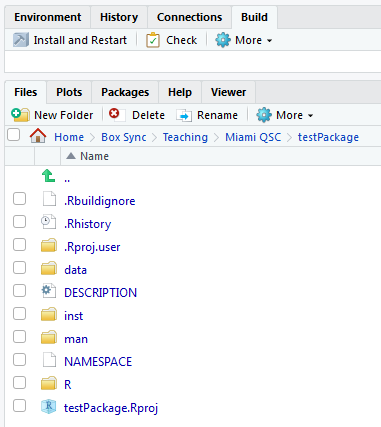 Environment History Connections Build
Install and Restart Check More
Files Plots Packages Help Viewer
New Folder Delete Rename More
Home Box Sync Teaching Miami QSC testPackage
Name
..
.Rbuildignore
.Rhistory
.Rproj.user
data
DESCRIPTION
inst
man
NAMESPACE
R
testPackage.Rproj